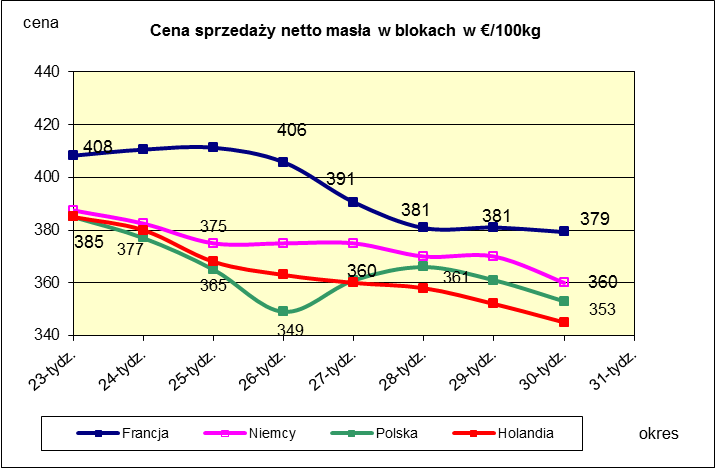 cena
Cena sprzedaży netto masła w blokach w €/100kg
440
420
400
380
360
340
408
406
391
381
381
379
385
377
375
365
349
360
361
360
353
23-tydz.
24-tydz.
25-tydz.
26-tydz.
27-tydz.
28-tydz.
29-tydz.
30-tydz.
31-tydz.
Francja
Niemcy
Polska
Holandia
okres